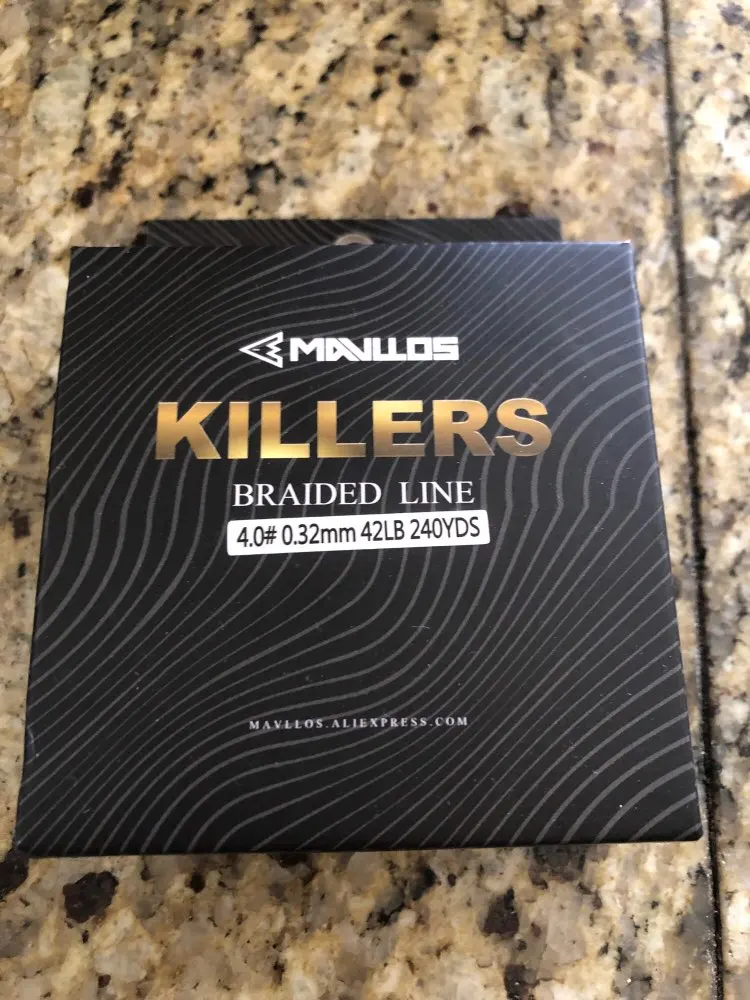 MAVLLOS
KILLERS
BRAIDED LINE
4.0# 0.32mm 42LB 240YDS
MAVLLOS.ALIEXPRESS.COM